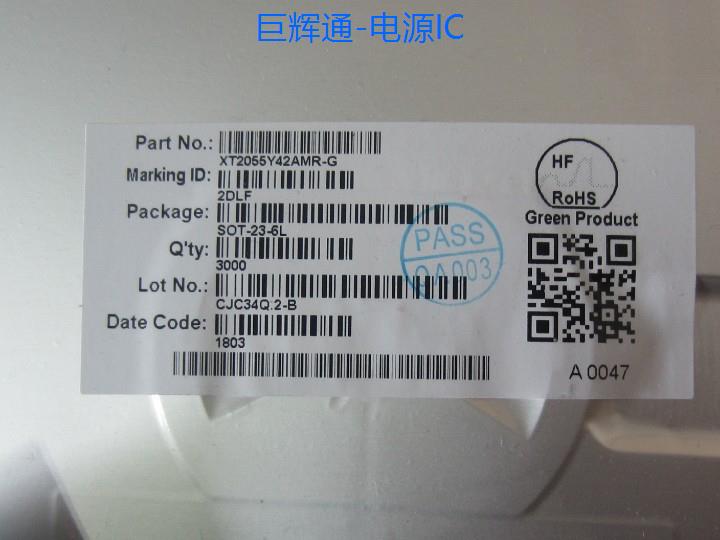 巨辉通-电源IC
Part No.:
XT2055Y42AMR-G
Marking ID:
2DLF
Package:
SOT-23-6L
Q'ty:
3000
Lot No.:
CJC34Q.2-B
Date Code:
1803
HF
RoHS
Green Product
PASS
QA003
A 0047